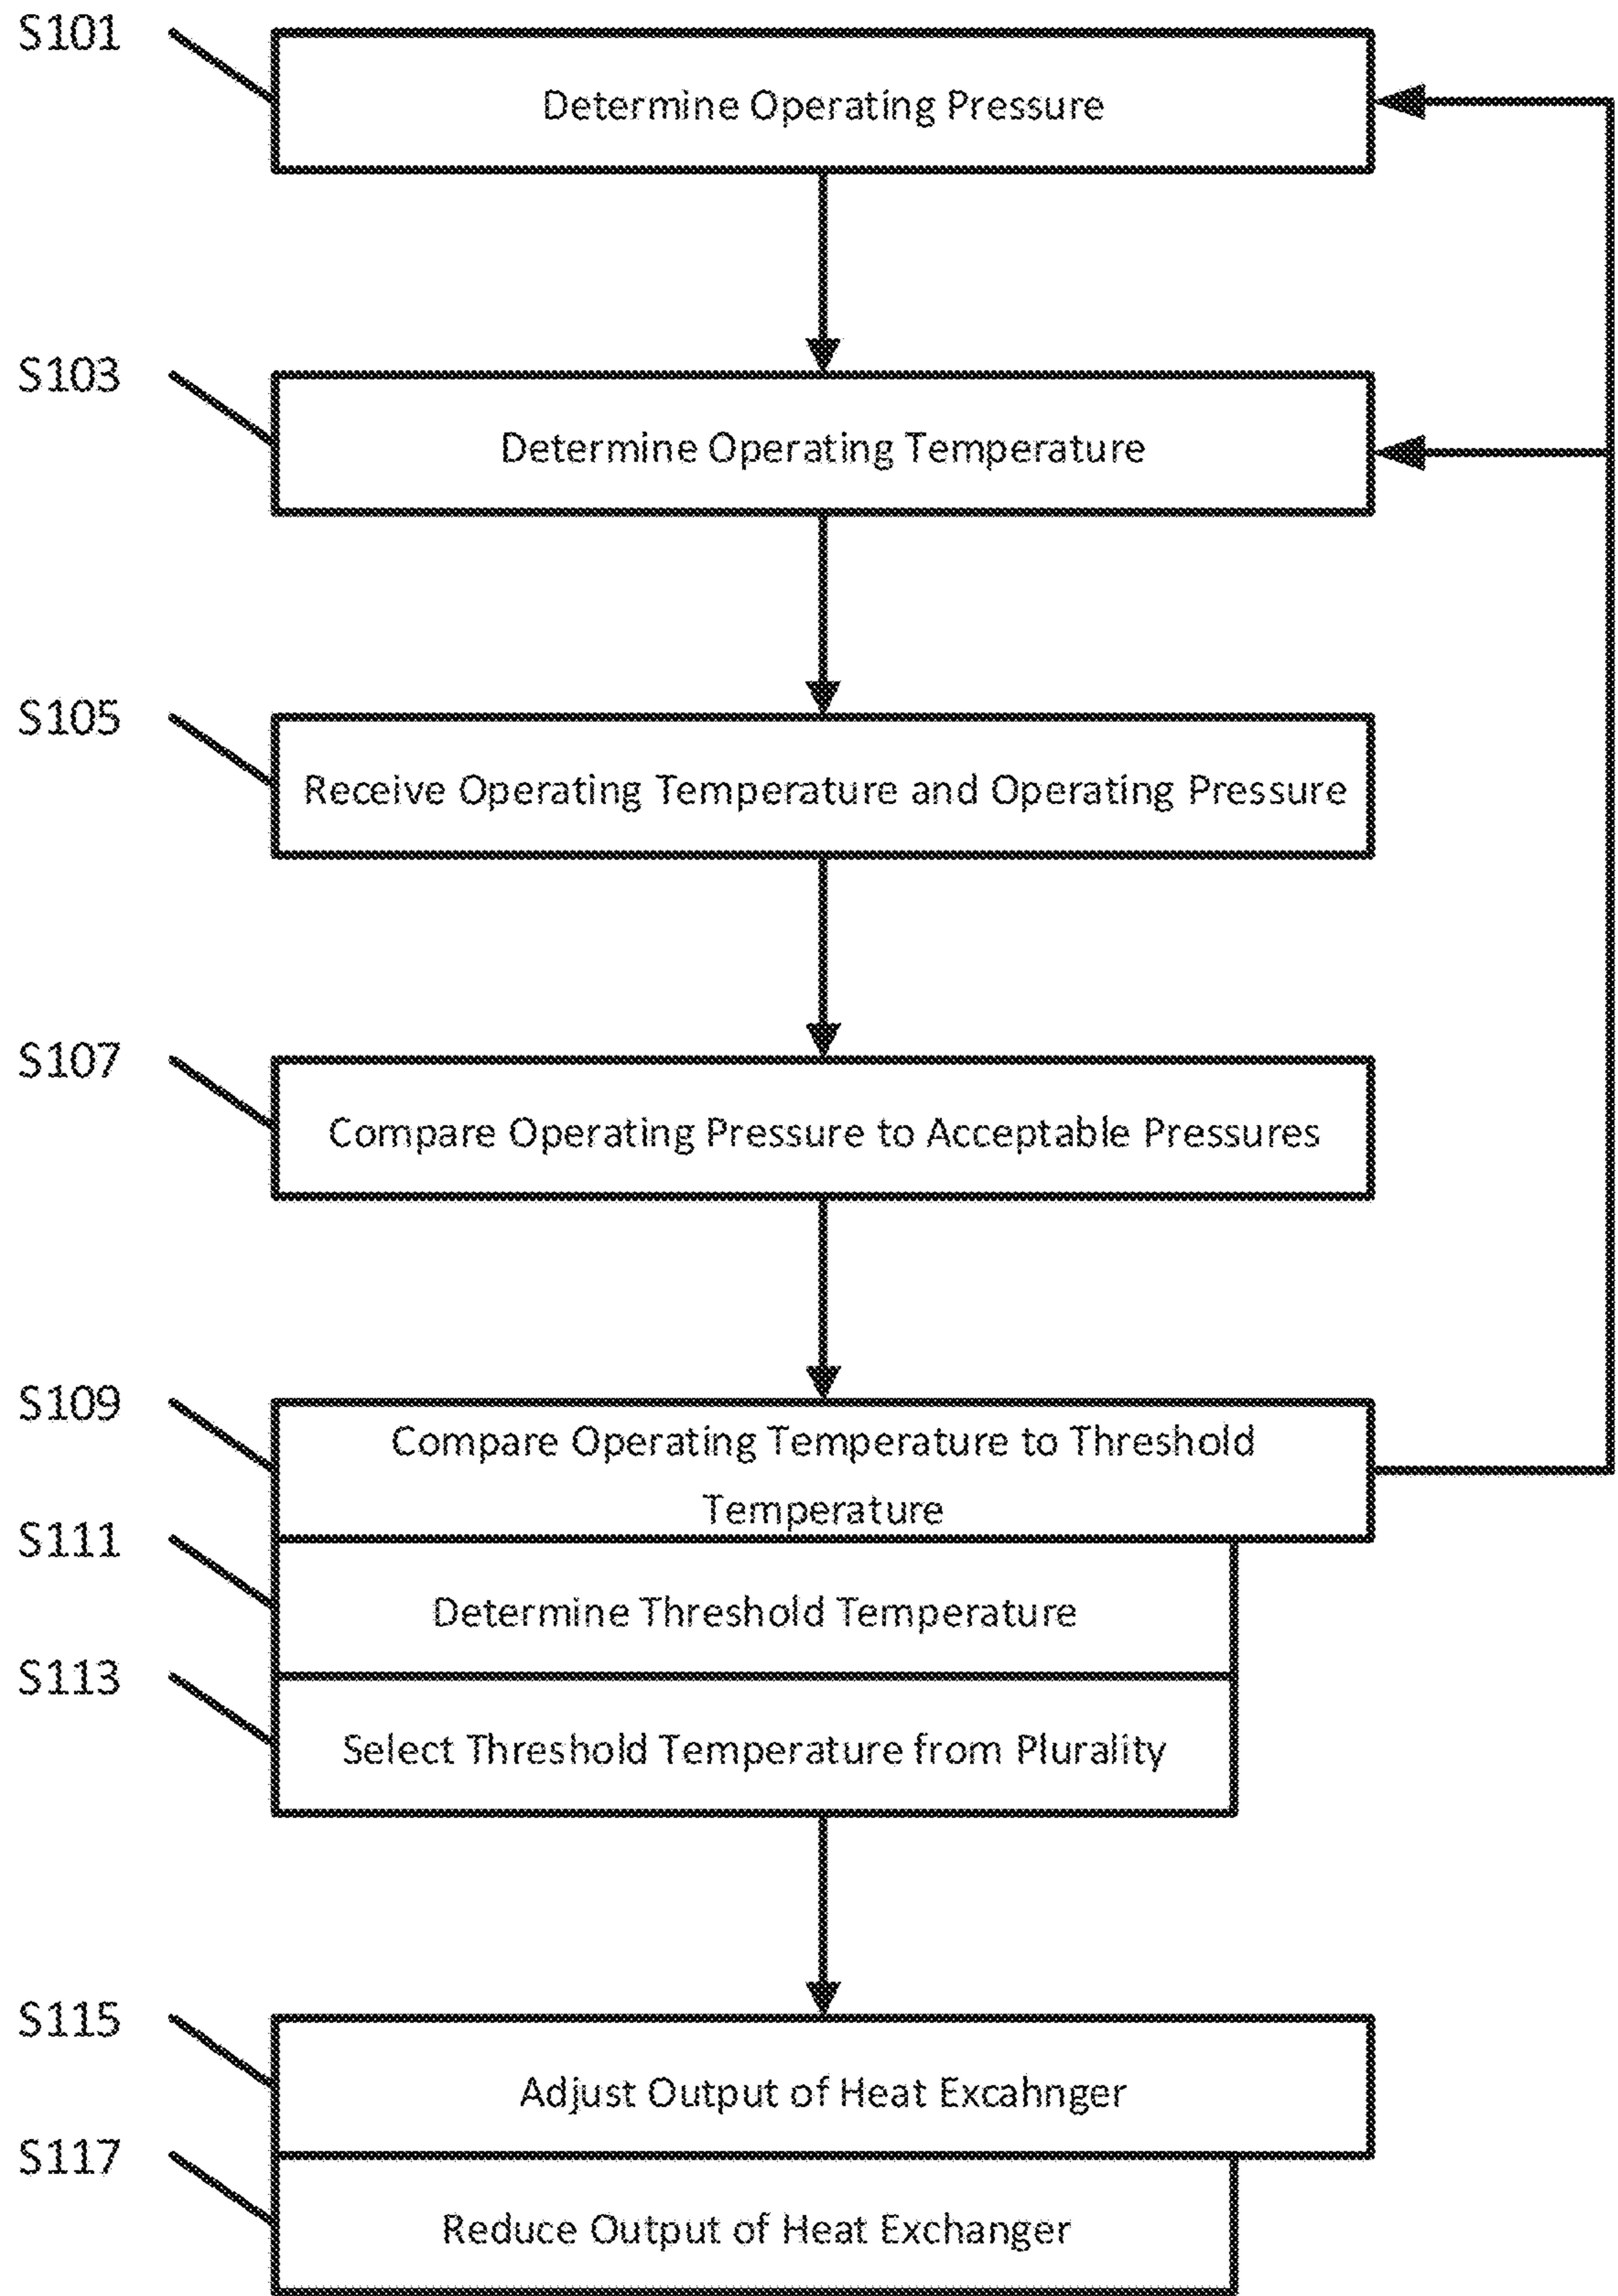 S101
Determine Operating Pressure
S103
Determine Operating Temperature
S105
Receive Operating Temperature and Operating Pressure
S107
Compare Operating Pressure to Acceptable Pressures
S109
Compare Operating Temperature to Threshold
Temperature
S111
Determine Threshold Temperature
S113
Select Threshold Temperature from Plurality
S115
Adjust Output of Heat Excahnger
S117
Reduce Output of Heat Exchanger